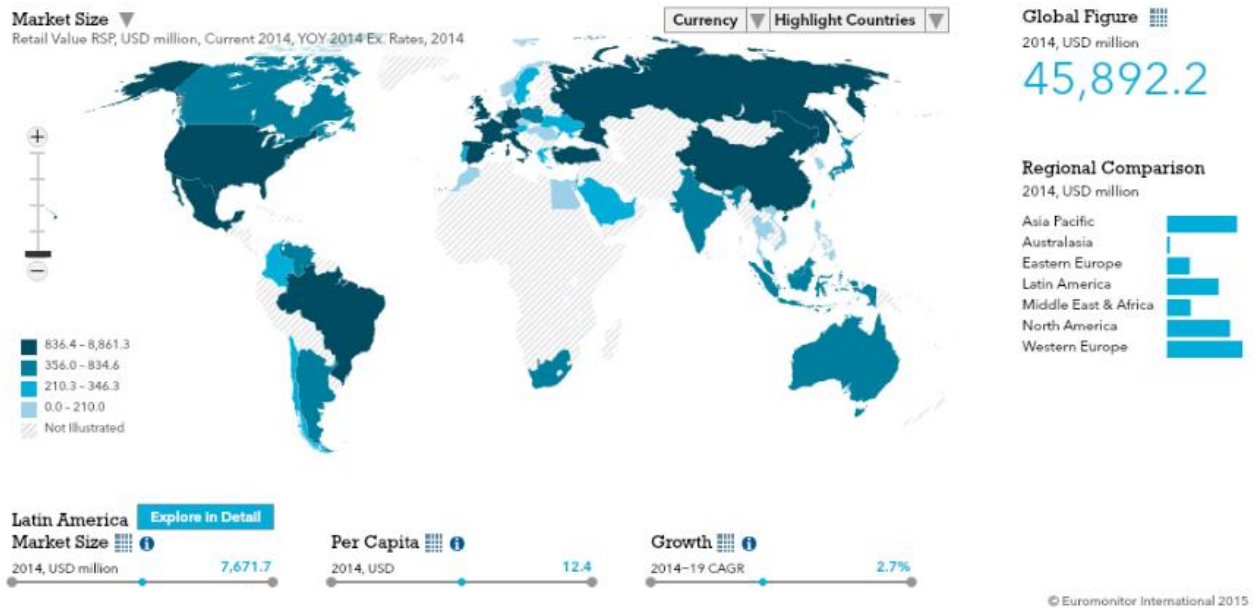 Market Size
Retail Value RSP, USD million, Current 2014, YOY 2014 Ex. Rates, 2014
Currency
Highlight Countries
Global Figure
2014, USD million
45,892.2
Regional Comparison
2014, USD million
Asia Pacific
Australasia
Eastern Europe
Latin America
Middle East & Africa
North America
Western Europe
836.4 – 8,861.3
356.0 – 834.6
210.3 – 346.3
0.0 – 210.0
Not Illustrated
Latin America
Explore in Detail
Market Size
2014, USD million 7,671.7
Per Capita
2014, USD 12.4
Growth
2014–19 CAGR 2.7%
© Euromonitor International 2015